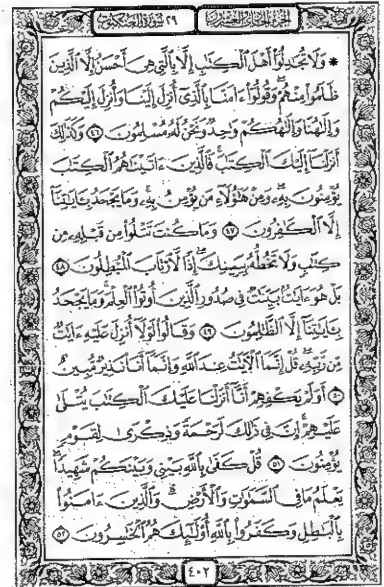 الجزء الحادي والعشرون ٢٩ سورة العنكبوت
* وَلَا تُجَٰدِلُوٓا۟ أَهْلَ ٱلْكِتَٰبِ إِلَّا بِٱلَّتِى هِىَ أَحْسَنُ إِلَّا ٱلَّذِينَ
ظَلَمُوا۟ مِنْهُمْ ۖ وَقُولُوٓا۟ ءَامَنَّا بِٱلَّذِىٓ أُنزِلَ إِلَيْنَا وَأُنزِلَ إِلَيْكُمْ
وَإِلَٰهُنَا وَإِلَٰهُكُمْ وَٰحِدٌ وَنَحْنُ لَهُۥ مُسْلِمُونَ ٤٦ وَكَذَٰلِكَ
أَنزَلْنَآ إِلَيْكَ ٱلْكِتَٰبَ ۚ فَٱلَّذِينَ ءَاتَيْنَٰهُمُ ٱلْكِتَٰبَ
يُؤْمِنُونَ بِهِۦ ۖ وَمِنْ هَٰٓؤُلَآءِ مَن يُؤْمِنُ بِهِۦ ۚ وَمَا يَجْحَدُ بِـَٔايَٰتِنَآ
إِلَّا ٱلْكَٰفِرُونَ ٤٧ وَمَا كُنتَ تَتْلُوا۟ مِن قَبْلِهِۦ مِن
كِتَٰبٍ وَلَا تَخُطُّهُۥ بِيَمِينِكَ ۖ إِذًا لَّٱرْتَابَ ٱلْمُبْطِلُونَ ٤٨
بَلْ هُوَ ءَايَٰتٌۢ بَيِّنَٰتٌ فِى صُدُورِ ٱلَّذِينَ أُوتُوا۟ ٱلْعِلْمَ ۚ وَمَا يَجْحَدُ
بِـَٔايَٰتِنَآ إِلَّا ٱلظَّٰلِمُونَ ٤٩ وَقَالُوا۟ لَوْلَآ أُنزِلَ عَلَيْهِ ءَايَٰتٌ
مِّن رَّبِّهِۦ ۖ قُلْ إِنَّمَا ٱلْـَٔايَٰتُ عِندَ ٱللَّهِ وَإِنَّمَآ أَنَا۠ نَذِيرٌ مُّبِينٌ
٥٠ أَوَلَمْ يَكْفِهِمْ أَنَّآ أَنزَلْنَا عَلَيْكَ ٱلْكِتَٰبَ يُتْلَىٰ
عَلَيْهِمْ ۚ إِنَّ فِى ذَٰلِكَ لَرَحْمَةً وَذِكْرَىٰ لِقَوْمٍ
يُؤْمِنُونَ ٥١ قُلْ كَفَىٰ بِٱللَّهِ بَيْنِى وَبَيْنَكُمْ شَهِيدًا ۖ
يَعْلَمُ مَا فِى ٱلسَّمَٰوَٰتِ وَٱلْأَرْضِ ۗ وَٱلَّذِينَ ءَامَنُوا۟
بِٱلْبَٰطِلِ وَكَفَرُوا۟ بِٱللَّهِ أُو۟لَٰٓئِكَ هُمُ ٱلْخَٰسِرُونَ ٥٢
٤٠٢